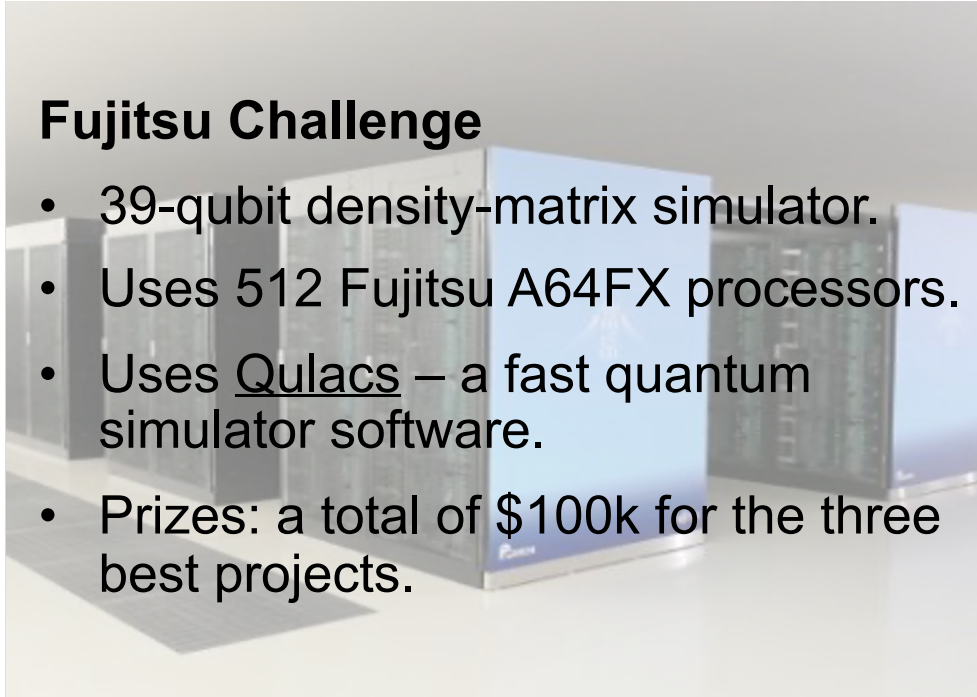 Fujitsu Challenge
• 39-qubit density-matrix simulator.
• Uses 512 Fujitsu A64FX processors.
• Uses Qulacs – a fast quantum
simulator software.
• Prizes: a total of $100k for the three
best projects.